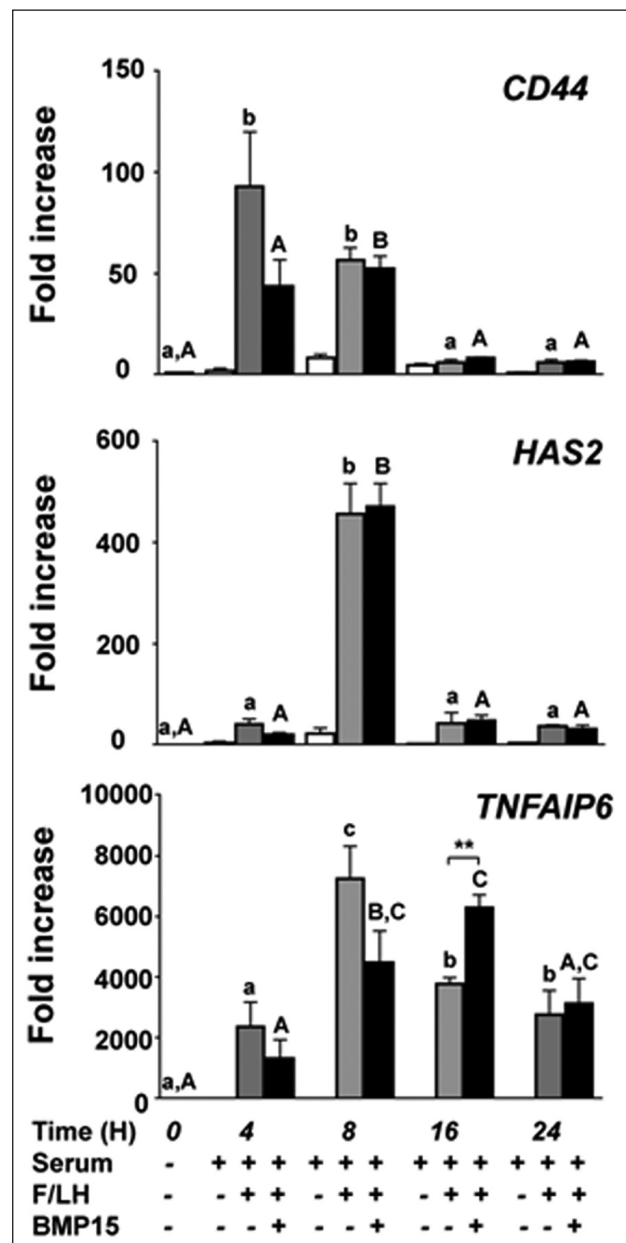 CD44
Fold increase
150
100
50
0
a,A
b
A
b
B
a
A
a
A
HAS2
Fold increase
600
400
200
0
a,A
a
A
b
B
a
A
a
A
TNFAIP6
Fold increase
10000
8000
6000
4000
2000
0
a,A
a
A
c
B,C
**
b
C
b
A,C
Time (H) 0 4 8 16 24
Serum - + + + + + + + + + + + +
F/LH - - + + - + + - + + - + +
BMP15 - - - + - - + - - + - - +